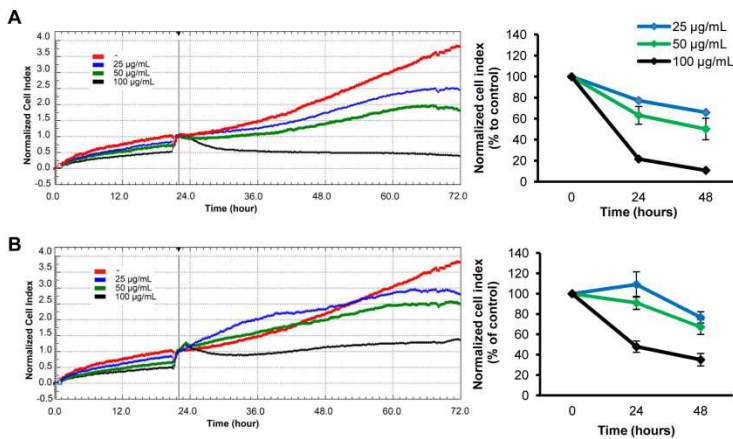 A
Normalized Cell Index
4.0
3.5
3.0
2.5
2.0
1.5
1.0
0.5
0.0
-0.5
-
25 µg/mL
50 µg/mL
100 µg/mL
0.0 12.0 24.0 36.0 48.0 60.0 72.0
Time (hour)
Normalized cell index
(% to control)
140
120
100
80
60
40
20
0
25 µg/mL
50 µg/mL
100 µg/mL
0 24 48
Time (hours)
B
Normalized Cell Index
4.0
3.5
3.0
2.5
2.0
1.5
1.0
0.5
0.0
-0.5
-
25 µg/mL
50 µg/mL
100 µg/mL
0.0 12.0 24.0 36.0 48.0 60.0 72.0
Time (hour)
Normalized cell index
(% of control)
140
120
100
80
60
40
20
0
0 24 48
Time (hours)